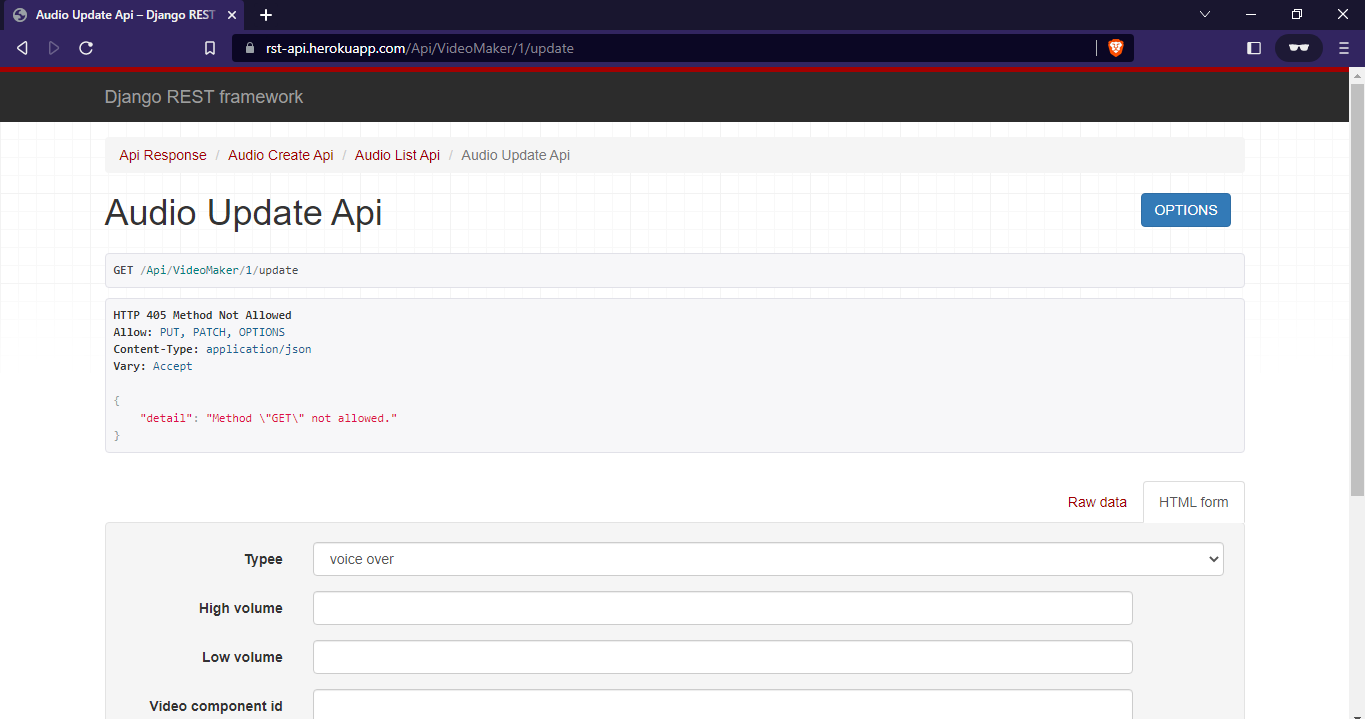 Audio Update Api – Django REST
rst-api.herokuapp.com/Api/VideoMaker/1/update
Django REST framework
Api Response / Audio Create Api / Audio List Api / Audio Update Api
Audio Update Api
OPTIONS
GET /Api/VideoMaker/1/update
HTTP 405 Method Not Allowed
Allow: PUT, PATCH, OPTIONS
Content-Type: application/json
Vary: Accept
{
"detail": "Method \"GET\" not allowed."
}
Raw data
HTML form
Typee
voice over
High volume
Low volume
Video component id